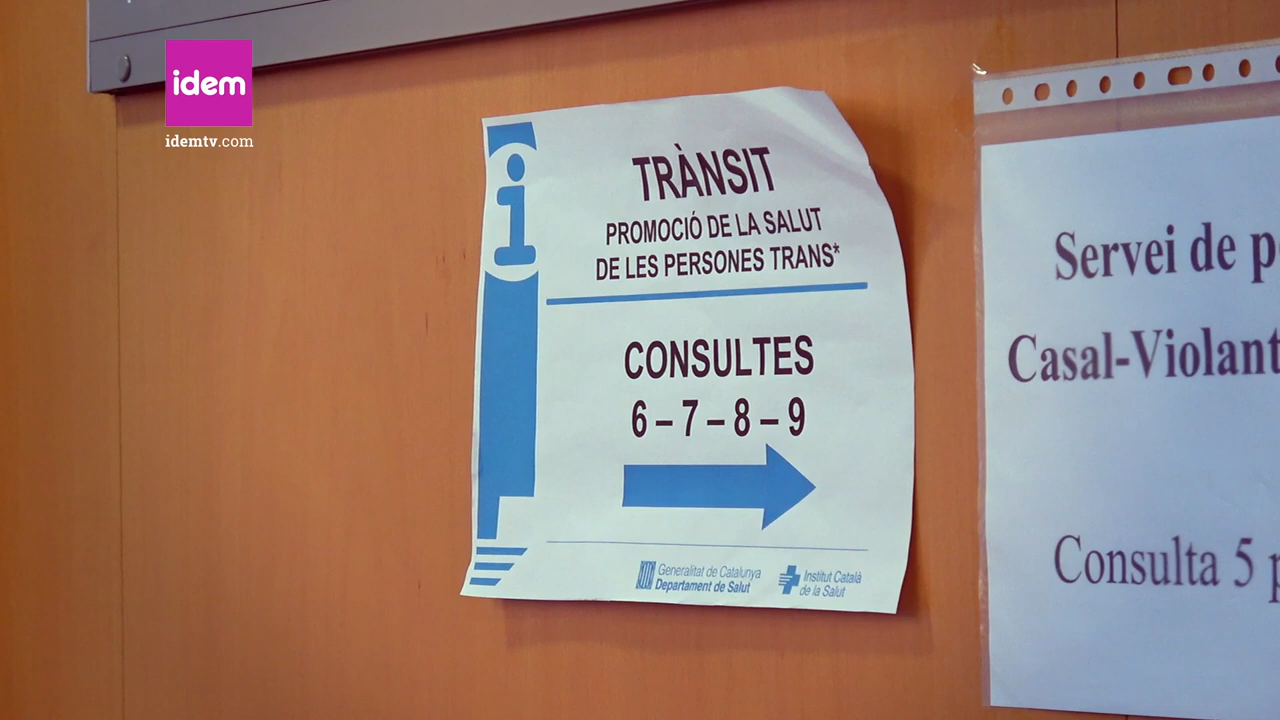 idem
idemtv.com
TRÀNSIT
PROMOCIÓ DE LA SALUT
DE LES PERSONES TRANS*
CONSULTES
6 – 7 – 8 – 9
Generalitat de Catalunya
Departament de Salut
Institut Català
de la Salut
Servei de
Casal-Violant
Consulta 5